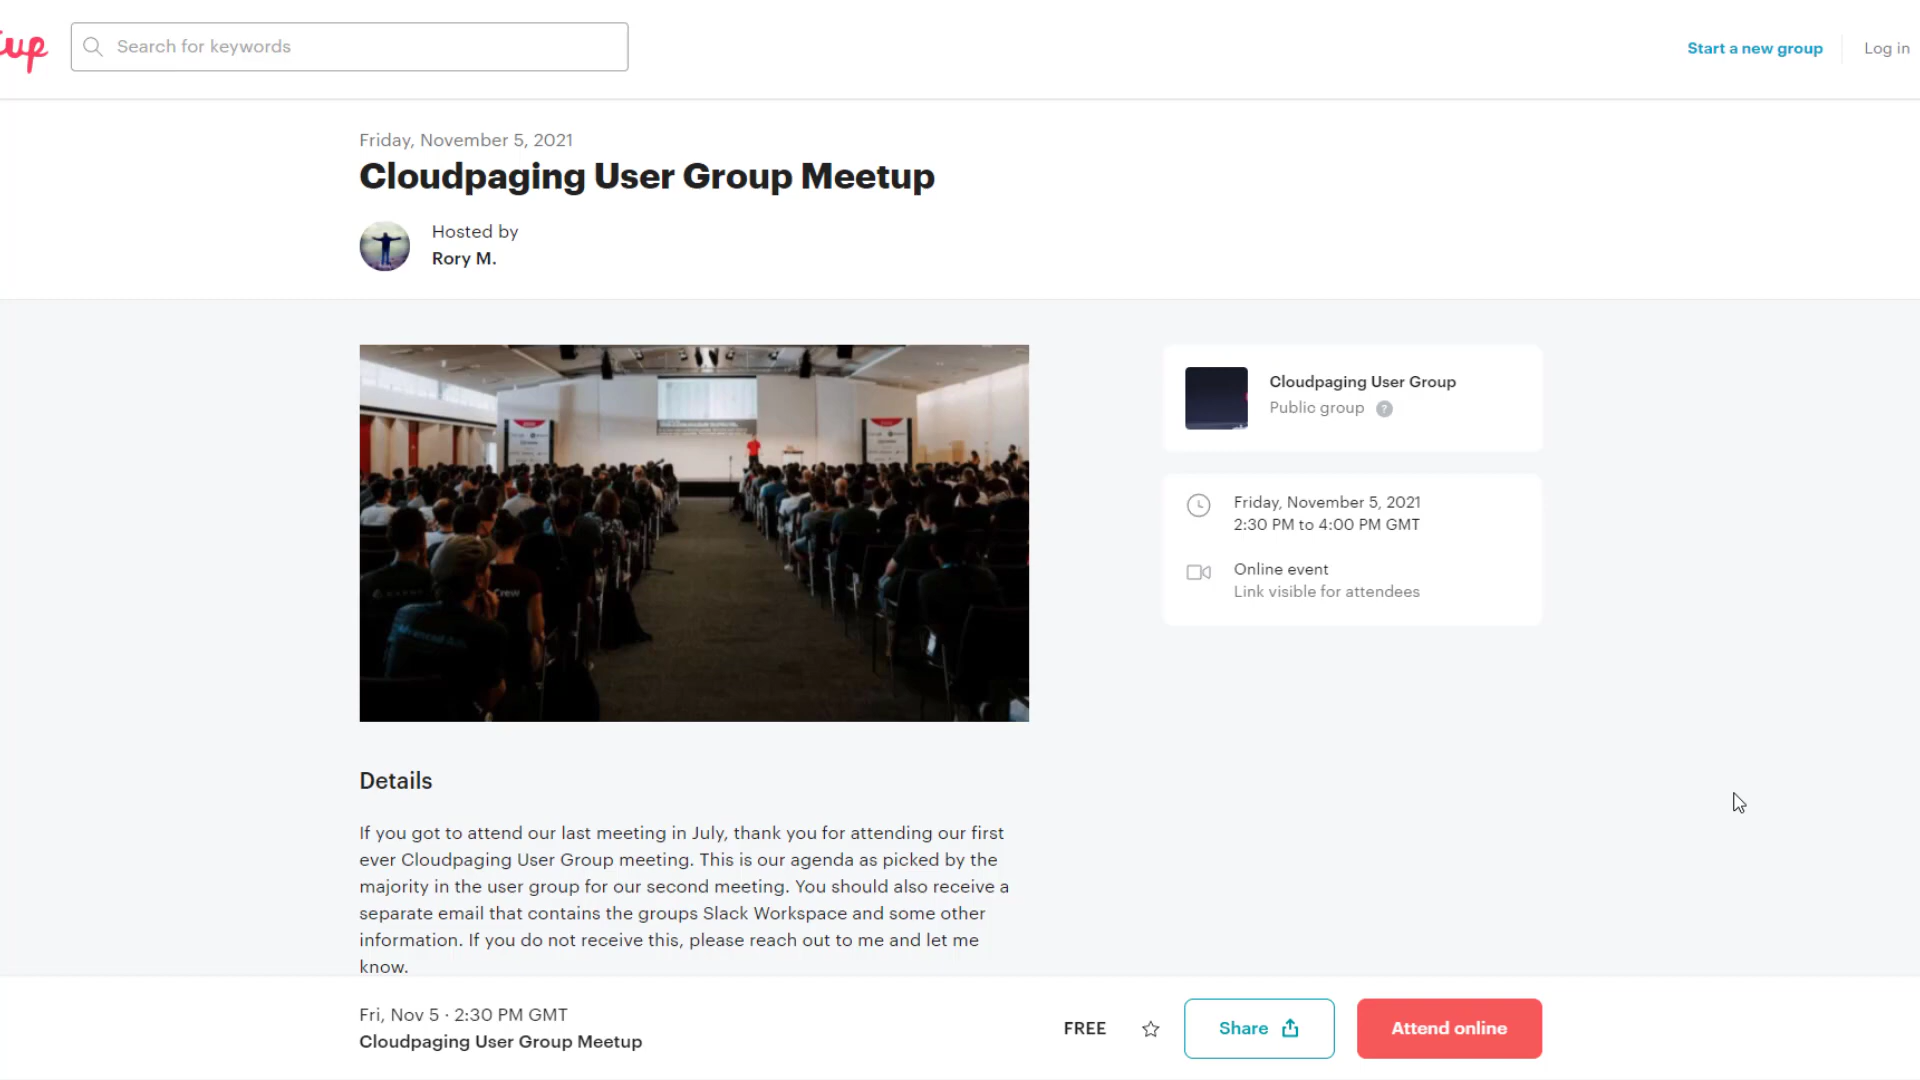 up
Search for keywords
Start a new group
Log in
Friday, November 5, 2021
Cloudpaging User Group Meetup
Hosted by
Rory M.
Crew
Cloudpaging User Group
Public group ?
Friday, November 5, 2021
2:30 PM to 4:00 PM GMT
Online event
Link visible for attendees
Details
If you got to attend our last meeting in July, thank you for attending our first
ever Cloudpaging User Group meeting. This is our agenda as picked by the
majority in the user group for our second meeting. You should also receive a
separate email that contains the groups Slack Workspace and some other
information. If you do not receive this, please reach out to me and let me
know.
Fri, Nov 5 · 2:30 PM GMT
Cloudpaging User Group Meetup
FREE
Share
Attend online